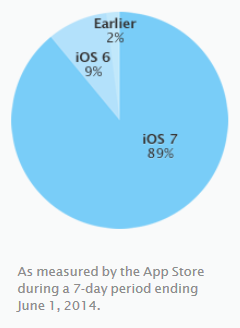 Earlier
2%
iOS 6
9%
iOS 7
89%
As measured by the App Store
during a 7-day period ending
June 1, 2014.